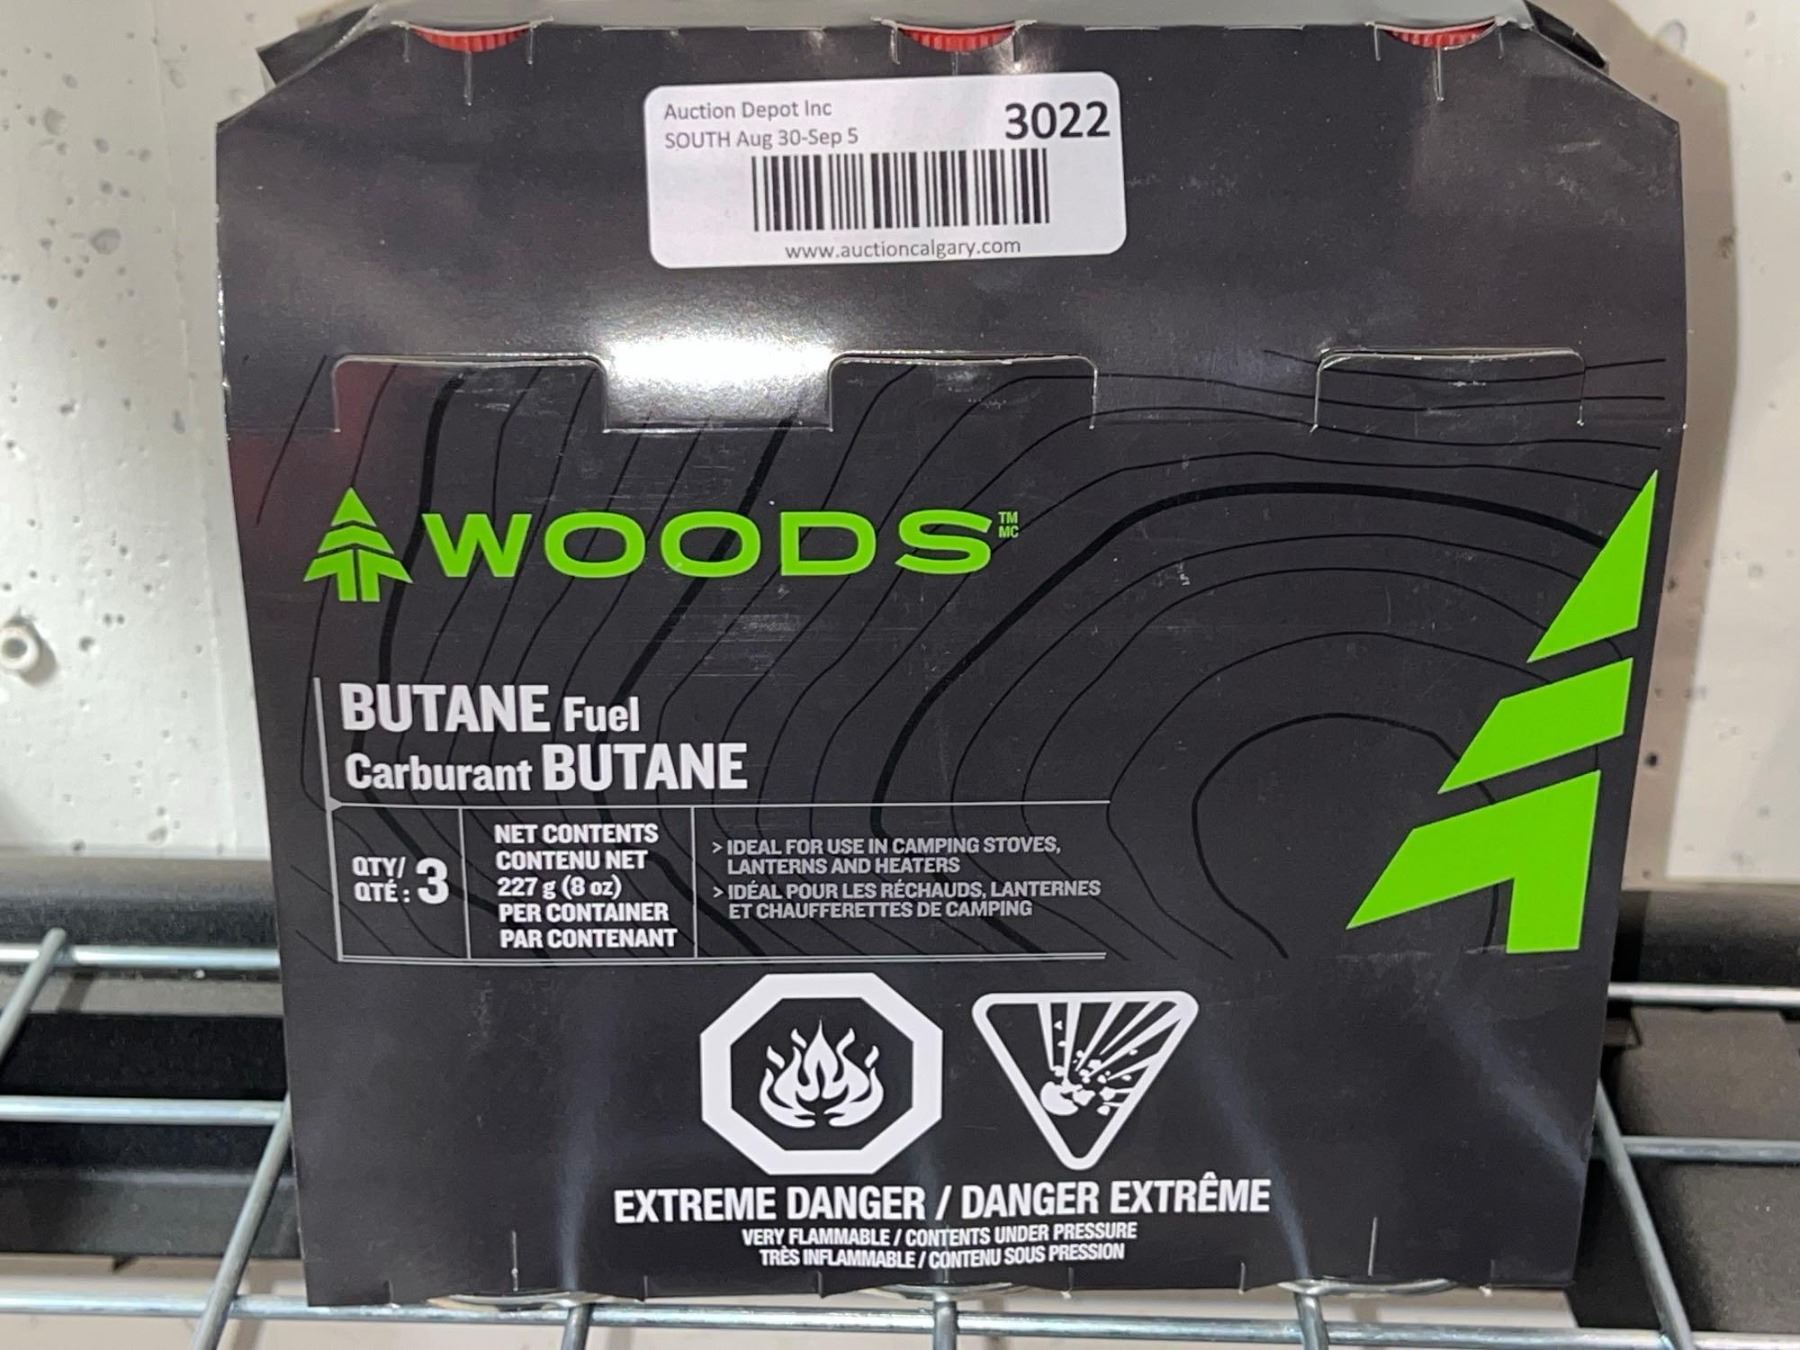 Auction Depot Inc
3022
SOUTH Aug 30-Sep 5
www.auctioncalgary.com
WOODS TM MC
BUTANE Fuel
Carburant BUTANE
QTY/
QTÉ : 3
NET CONTENTS
CONTENU NET
227 g (8 oz)
PER CONTAINER
PAR CONTENANT
> IDEAL FOR USE IN CAMPING STOVES,
LANTERNS AND HEATERS
> IDÉAL POUR LES RÉCHAUDS, LANTERNES
ET CHAUFFERETTES DE CAMPING
EXTREME DANGER / DANGER EXTRÊME
VERY FLAMMABLE / CONTENTS UNDER PRESSURE
TRÈS INFLAMMABLE / CONTENU SOUS PRESSION